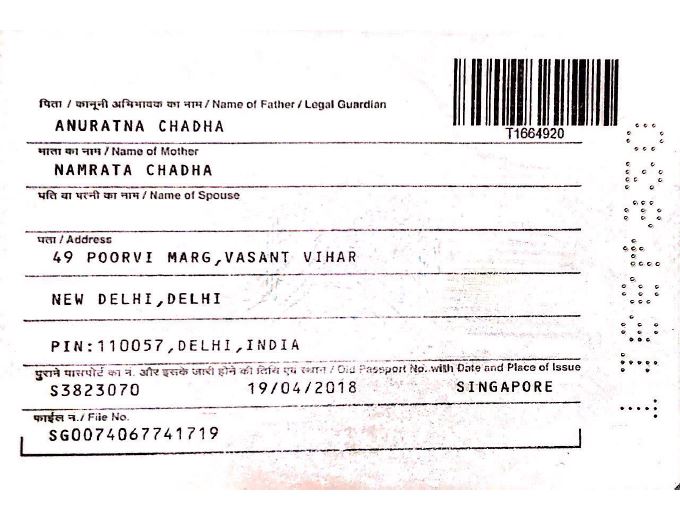 T1664920
पिता / कानूनी अभिभावक का नाम / Name of Father / Legal Guardian
ANURATNA CHADHA
माता का नाम / Name of Mother
NAMRATA CHADHA
पति या पत्नी का नाम / Name of Spouse
पता / Address
49 POORVI MARG,VASANT VIHAR
NEW DELHI,DELHI
PIN:110057,DELHI,INDIA
पुराने पासपोर्ट का न. और इसके जारी होने की तिथि एवं स्थान / Old Passport No. with Date and Place of Issue
S3823070 19/04/2018 SINGAPORE
फाईल न./ File No.
SG0074067741719
T1664920